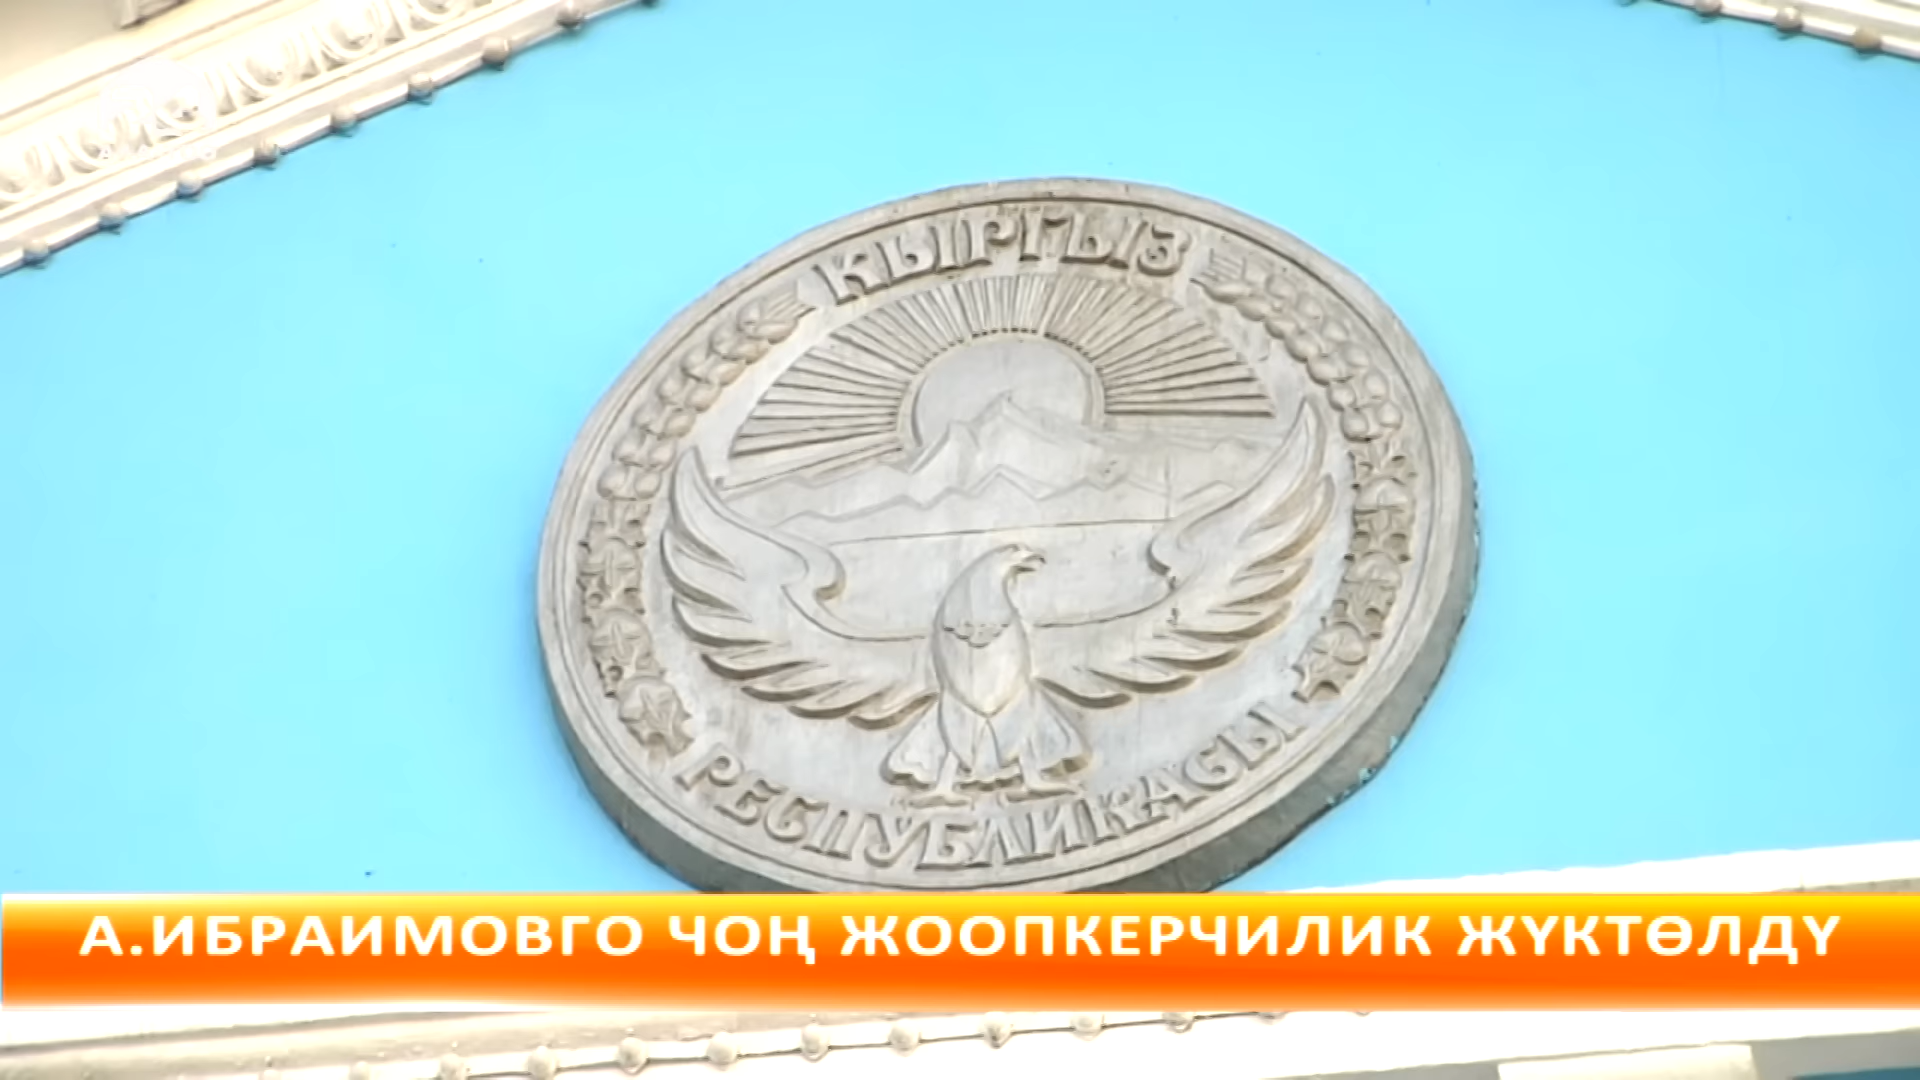 КЫРГЫЗ
РЕСПУБЛИКАСЫ
А.ИБРАИМОВГО ЧОҢ ЖООПКЕРЧИЛИК ЖҮКТӨЛДҮ